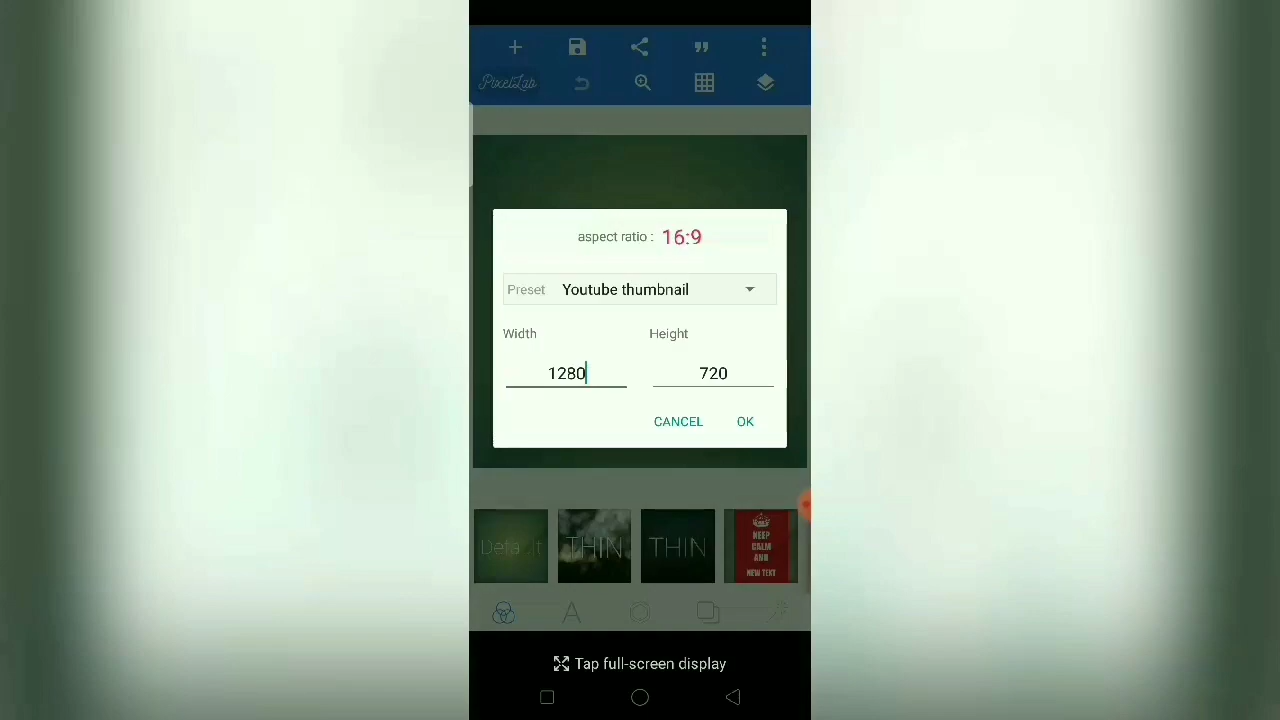 PixelLab
aspect ratio : 16:9
Preset Youtube thumbnail
Width Height
1280 720
CANCEL OK
Default THIN THIN KEEP
CALM
AND
NEW TEXT
A
Tap full-screen display